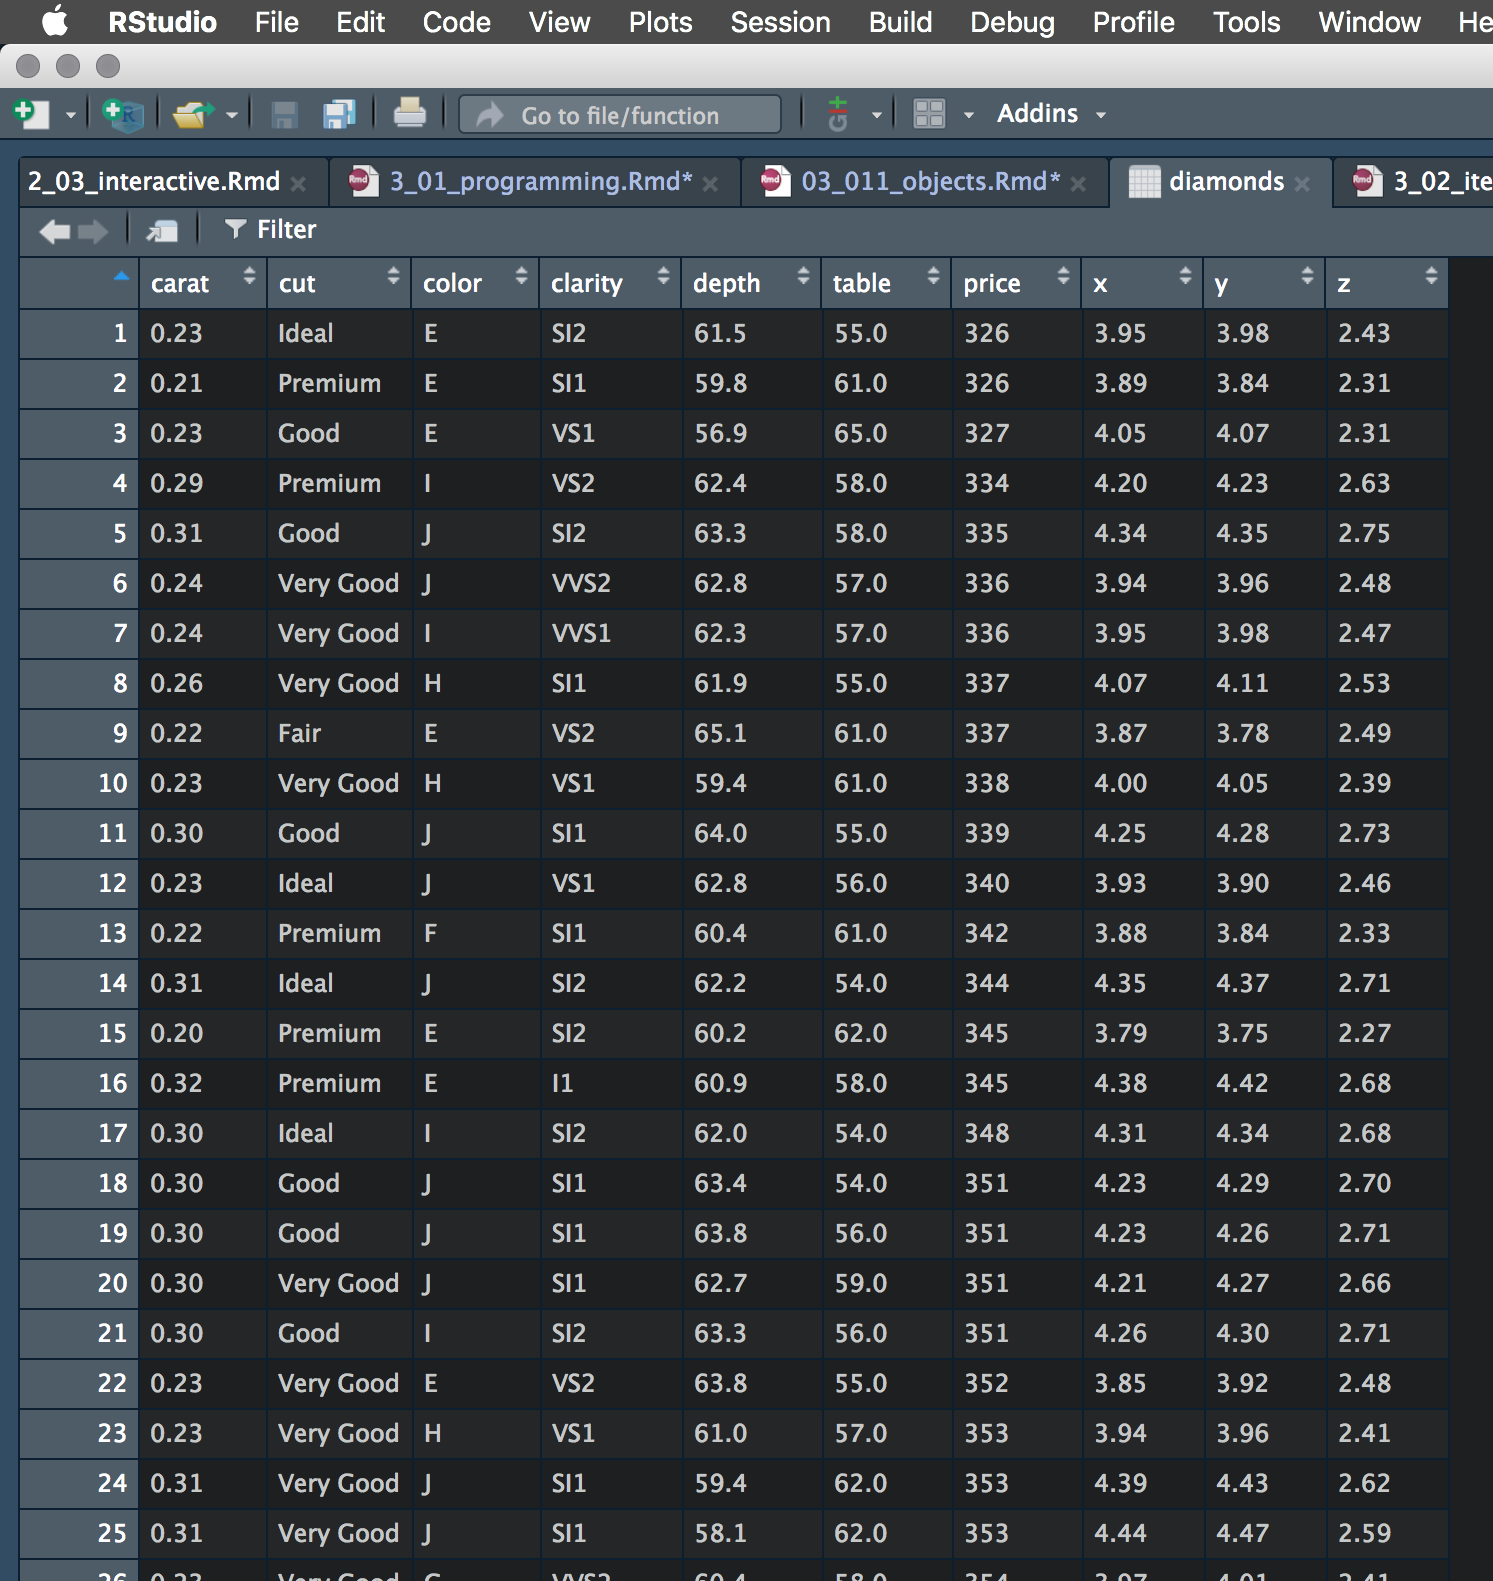 RStudio File Edit Code View Plots Session Build Debug Profile Tools Window He
Go to file/function Addins
2_03_interactive.Rmd 3_01_programming.Rmd* 03_011_objects.Rmd* diamonds 3_02_ite
Filter
carat cut color clarity depth table price x y z
1 0.23 Ideal E SI2 61.5 55.0 326 3.95 3.98 2.43
2 0.21 Premium E SI1 59.8 61.0 326 3.89 3.84 2.31
3 0.23 Good E VS1 56.9 65.0 327 4.05 4.07 2.31
4 0.29 Premium I VS2 62.4 58.0 334 4.20 4.23 2.63
5 0.31 Good J SI2 63.3 58.0 335 4.34 4.35 2.75
6 0.24 Very Good J VVS2 62.8 57.0 336 3.94 3.96 2.48
7 0.24 Very Good I VVS1 62.3 57.0 336 3.95 3.98 2.47
8 0.26 Very Good H SI1 61.9 55.0 337 4.07 4.11 2.53
9 0.22 Fair E VS2 65.1 61.0 337 3.87 3.78 2.49
10 0.23 Very Good H VS1 59.4 61.0 338 4.00 4.05 2.39
11 0.30 Good J SI1 64.0 55.0 339 4.25 4.28 2.73
12 0.23 Ideal J VS1 62.8 56.0 340 3.93 3.90 2.46
13 0.22 Premium F SI1 60.4 61.0 342 3.88 3.84 2.33
14 0.31 Ideal J SI2 62.2 54.0 344 4.35 4.37 2.71
15 0.20 Premium E SI2 60.2 62.0 345 3.79 3.75 2.27
16 0.32 Premium E I1 60.9 58.0 345 4.38 4.42 2.68
17 0.30 Ideal I SI2 62.0 54.0 348 4.31 4.34 2.68
18 0.30 Good J SI1 63.4 54.0 351 4.23 4.29 2.70
19 0.30 Good J SI1 63.8 56.0 351 4.23 4.26 2.71
20 0.30 Very Good J SI1 62.7 59.0 351 4.21 4.27 2.66
21 0.30 Good I SI2 63.3 56.0 351 4.26 4.30 2.71
22 0.23 Very Good E VS2 63.8 55.0 352 3.85 3.92 2.48
23 0.23 Very Good H VS1 61.0 57.0 353 3.94 3.96 2.41
24 0.31 Very Good J SI1 59.4 62.0 353 4.39 4.43 2.62
25 0.31 Very Good J SI1 58.1 62.0 353 4.44 4.47 2.59